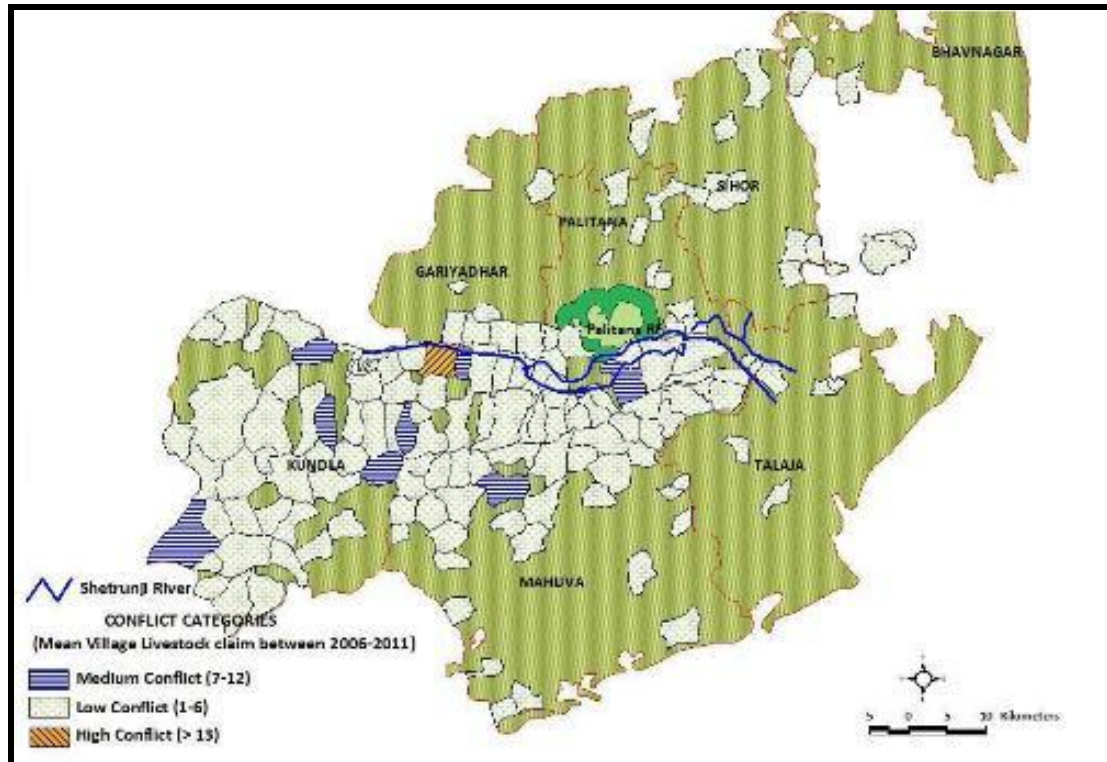 BHAVNAGAR
SIHOR
PALITANA
GARIYADHAR
Palitana RF
KUNDLA
TALAJA
MAHUVA
Shetrunji River
CONFLICT CATEGORIES
(Mean Village Livestock claim between 2006-2011)
Medium Conflict (7-12)
Low Conflict (1-6)
High Conflict (> 13)
5 0 5 10 Kilometers